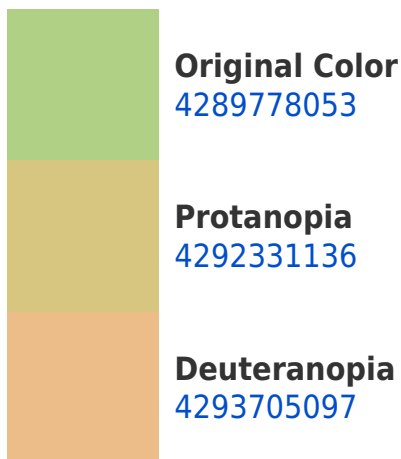 Original Color
4289778053
Protanopia
4292331136
Deuteranopia
4293705097